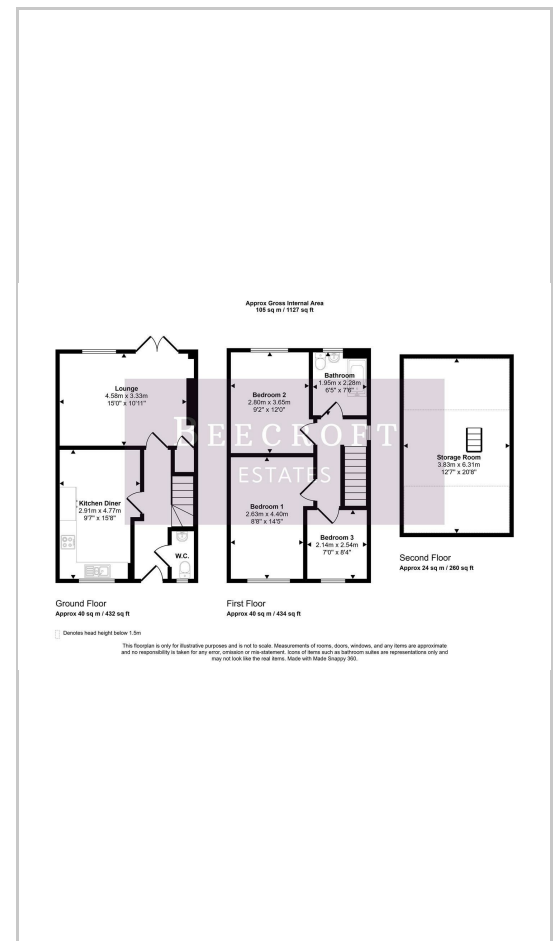 Approx Gross Internal Area
105 sq m / 1127 sq ft
Lounge
4.58m x 3.33m
15'0" x 10'11"
Kitchen Diner
2.91m x 4.77m
9'7" x 15'8"
W.C.
Ground Floor
Approx 40 sq m / 432 sq ft
Bedroom 2
2.80m x 3.65m
9'2" x 12'0"
Bathroom
1.95m x 2.28m
6'5" x 7'6"
Bedroom 1
2.63m x 4.40m
8'8" x 14'5"
Bedroom 3
2.14m x 2.54m
7'0" x 8'4"
First Floor
Approx 40 sq m / 434 sq ft
Storage Room
3.83m x 6.31m
12'7" x 20'8"
Second Floor
Approx 24 sq m / 260 sq ft
BEECROFT
ESTATES
Denotes head height below 1.5m
This floorplan is only for illustrative purposes and is not to scale. Measurements of rooms, doors, windows, and any items are approximate
and no responsibility is taken for any error, omission or mis-statement. Icons of items such as bathroom suites are representations only and
may not look like the real items. Made with Made Snappy 360.